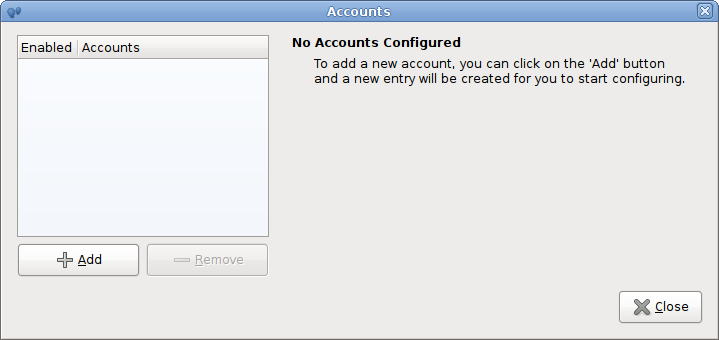 Accounts
Enabled Accounts
No Accounts Configured
To add a new account, you can click on the 'Add' button
and a new entry will be created for you to start configuring.
Add
Remove
Close